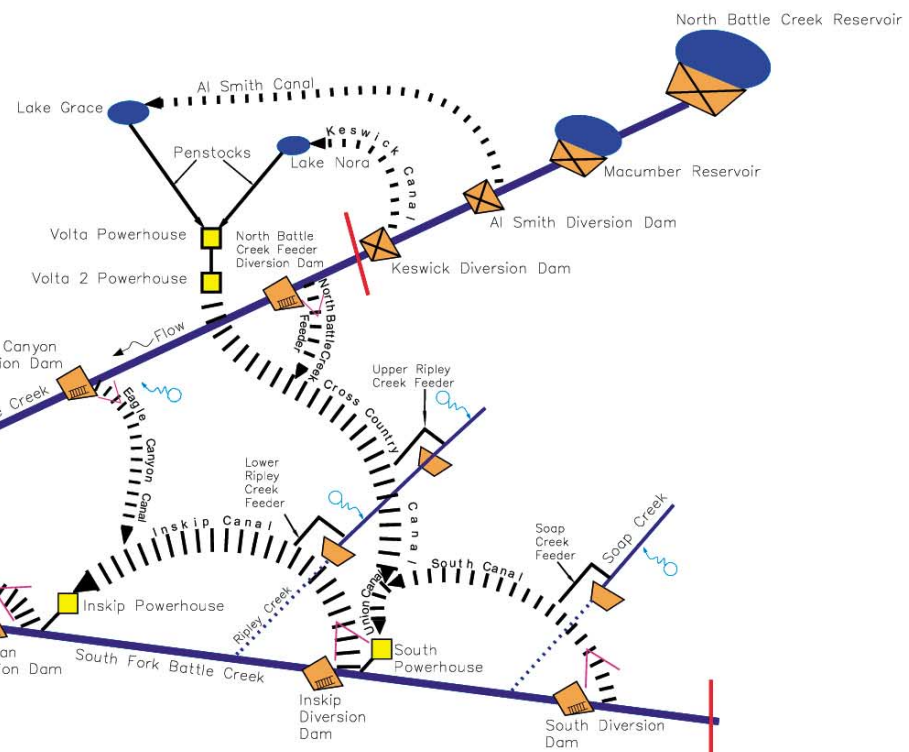 North Battle Creek Reservoir
Al Smith Canal
Lake Grace
Keswick Canal
Penstocks
Lake Nora
Macumber Reservoir
Al Smith Diversion Dam
Volta Powerhouse
North Battle
Creek Feeder
Diversion Dam
Keswick Diversion Dam
Volta 2 Powerhouse
North Battle Creek
Feeder
Flow
Canyon
ion Dam
Creek
Eagle Canyon Canal
Cross Country Canal
Upper Ripley
Creek Feeder
Lower
Ripley
Creek
Feeder
Inskip Canal
Soap
Creek
Feeder
Soap Creek
South Canal
Union Canal
Inskip Powerhouse
Ripley Creek
South
Powerhouse
South Fork Battle Creek
an
ion Dam
Inskip
Diversion
Dam
South Diversion
Dam